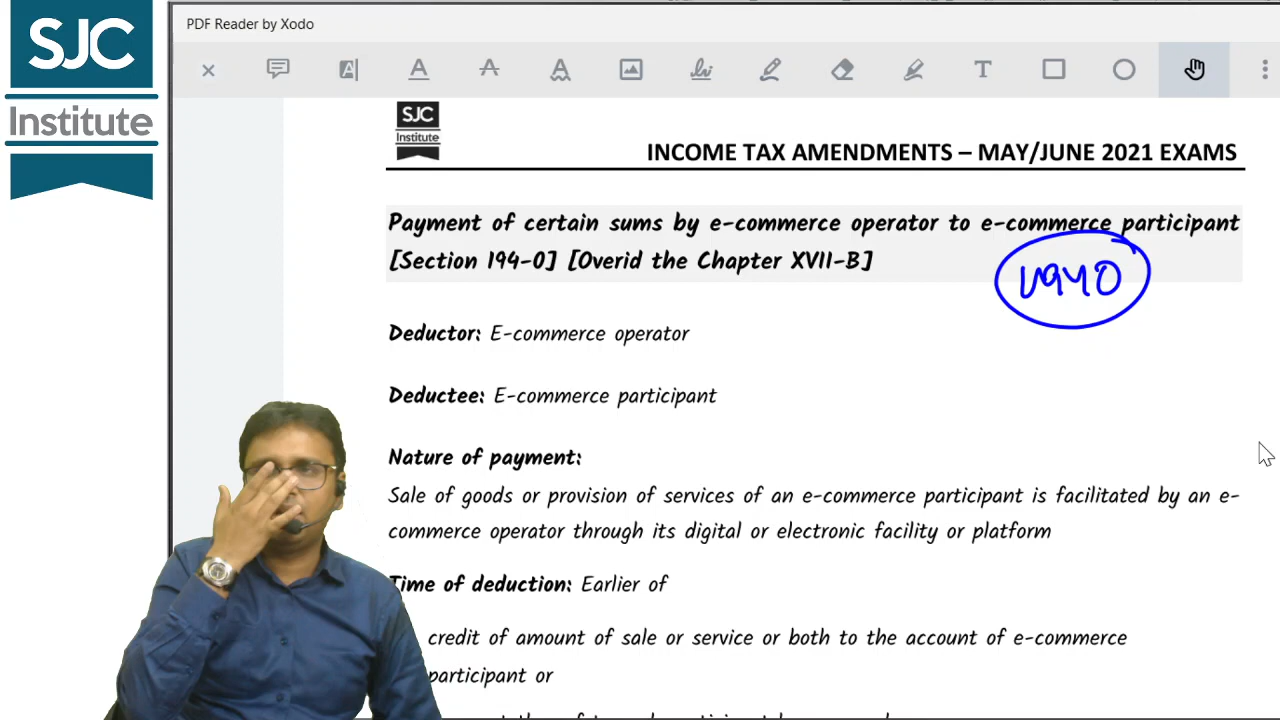 SJC
Institute
PDF Reader by Xodo
SJC
Institute
INCOME TAX AMENDMENTS – MAY/JUNE 2021 EXAMS
Payment of certain sums by e-commerce operator to e-commerce participant
[Section 194-O] [Overid the Chapter XVII-B]
Deductor: E-commerce operator
Deductee: E-commerce participant
Nature of payment:
Sale of goods or provision of services of an e-commerce participant is facilitated by an e-
commerce operator through its digital or electronic facility or platform
Time of deduction: Earlier of
credit of amount of sale or service or both to the account of e-commerce
participant or